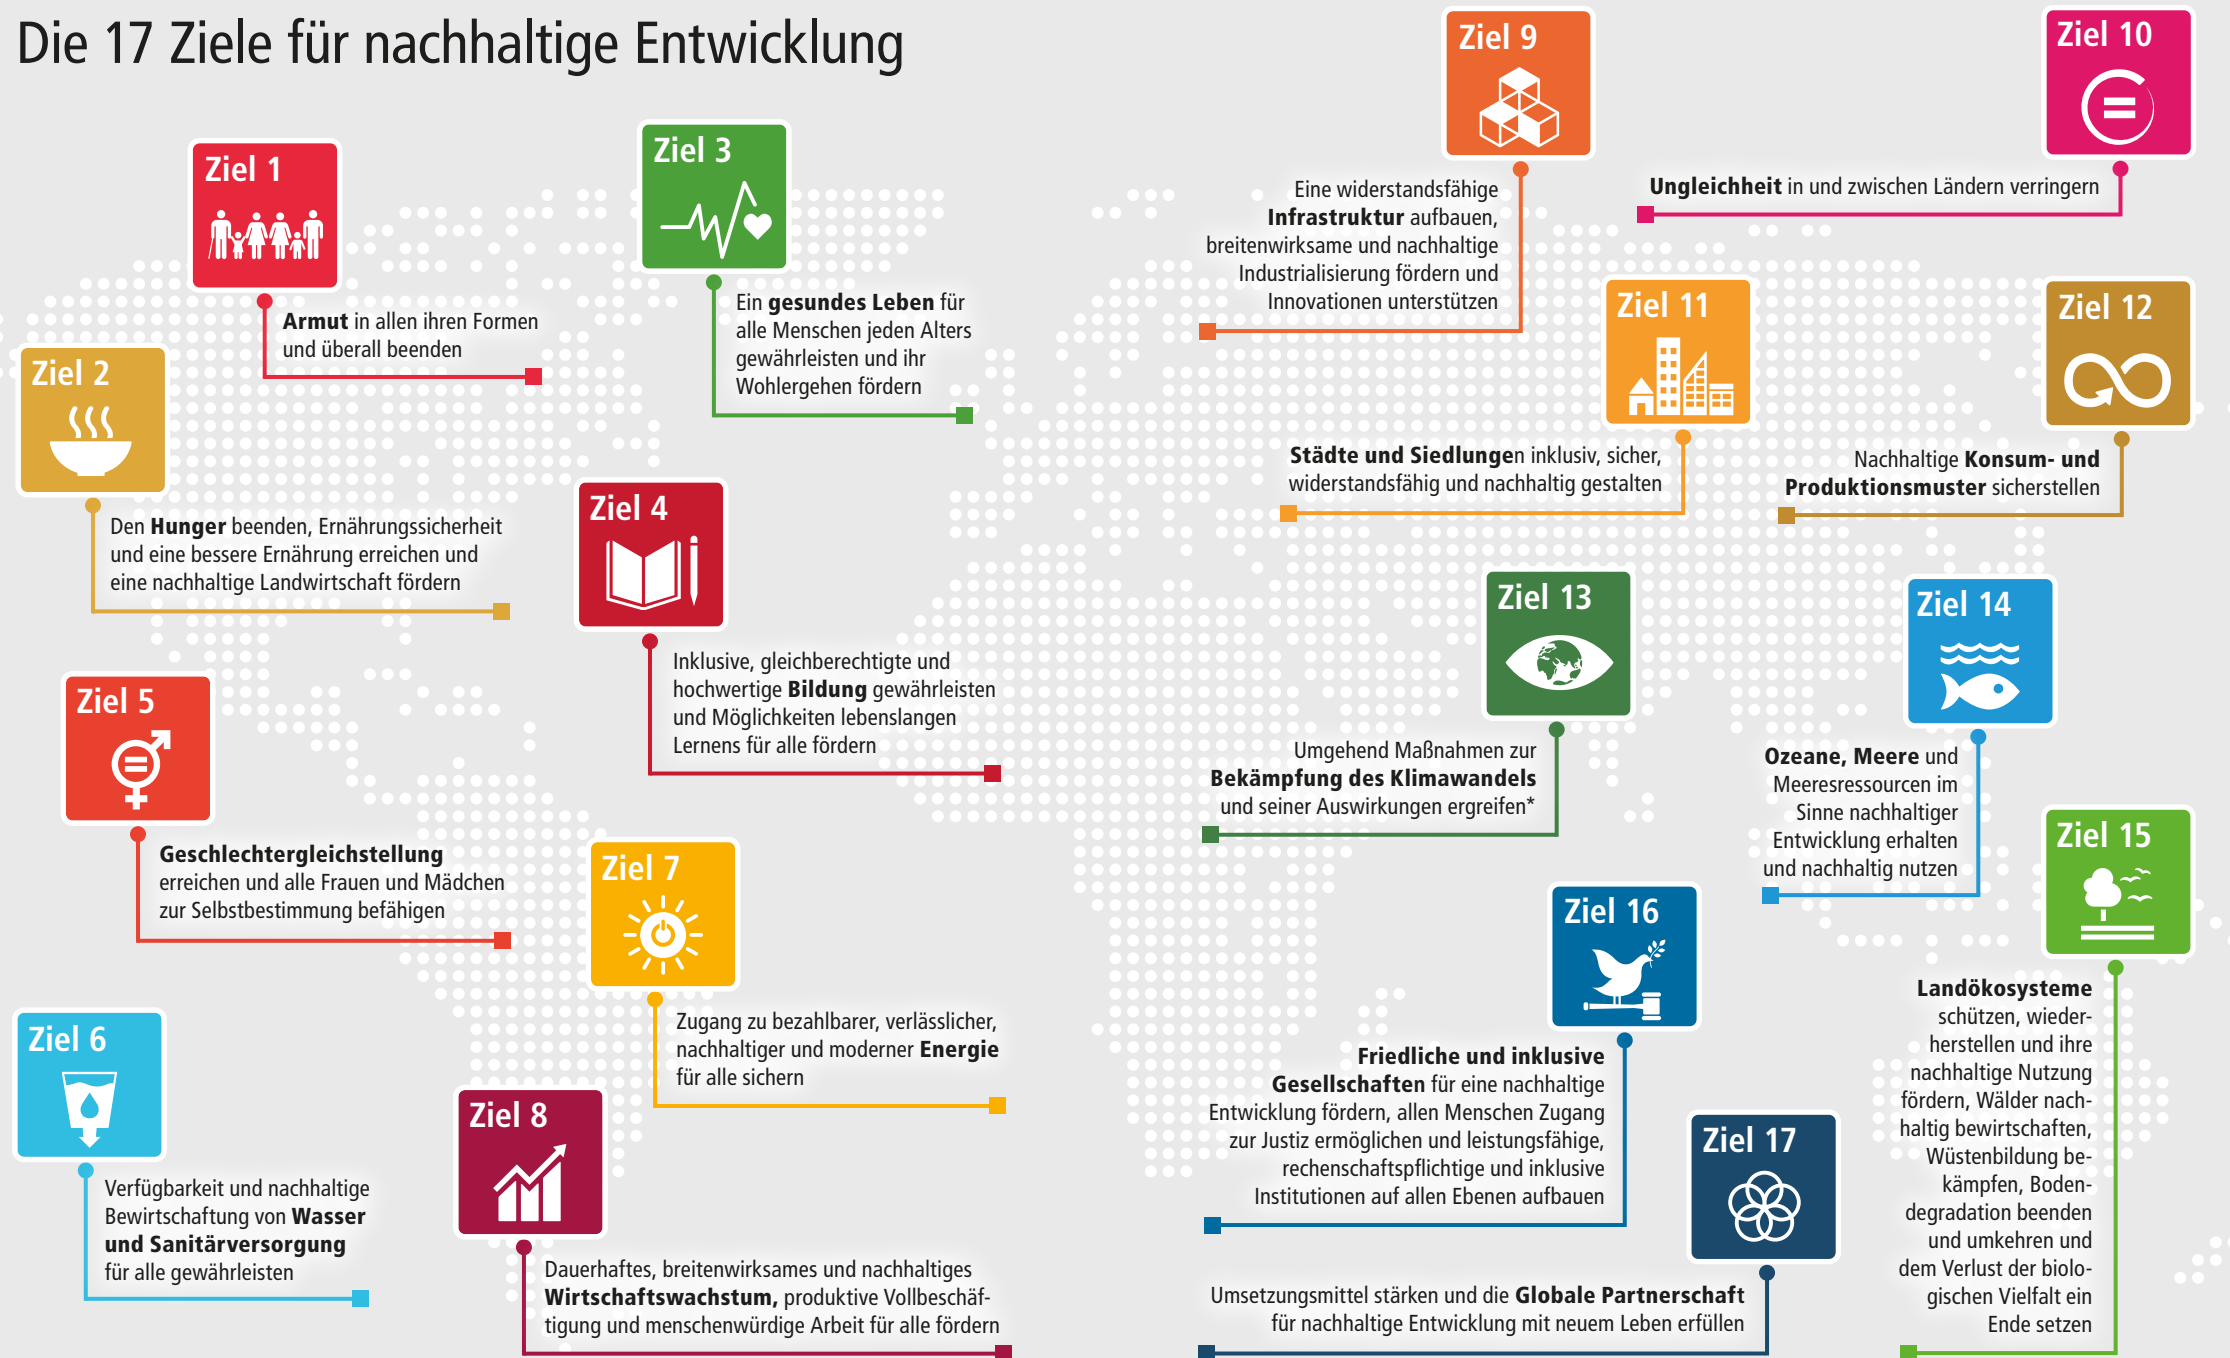 Die 17 Ziele für nachhaltige Entwicklung
Ziel 1
Armut in allen ihren Formen
und überall beenden
Ziel 2
Den Hunger beenden, Ernährungssicherheit
und eine bessere Ernährung erreichen und
eine nachhaltige Landwirtschaft fördern
Ziel 3
Ein gesundes Leben für
alle Menschen jeden Alters
gewährleisten und ihr
Wohlergehen fördern
Ziel 4
Inklusive, gleichberechtigte und
hochwertige Bildung gewährleisten
und Möglichkeiten lebenslangen
Lernens für alle fördern
Ziel 5
Geschlechtergleichstellung
erreichen und alle Frauen und Mädchen
zur Selbstbestimmung befähigen
Ziel 6
Verfügbarkeit und nachhaltige
Bewirtschaftung von Wasser
und Sanitärversorgung
für alle gewährleisten
Ziel 7
Zugang zu bezahlbarer, verlässlicher,
nachhaltiger und moderner Energie
für alle sichern
Ziel 8
Dauerhaftes, breitenwirksames und nachhaltiges
Wirtschaftswachstum, produktive Vollbeschäf-
tigung und menschenwürdige Arbeit für alle fördern
Ziel 9
Eine widerstandsfähige
Infrastruktur aufbauen,
breitenwirksame und nachhaltige
Industrialisierung fördern und
Innovationen unterstützen
Ziel 10
Ungleichheit in und zwischen Ländern verringern
Ziel 11
Städte und Siedlungen inklusiv, sicher,
widerstandsfähig und nachhaltig gestalten
Ziel 12
Nachhaltige Konsum- und
Produktionsmuster sicherstellen
Ziel 13
Umgehend Maßnahmen zur
Bekämpfung des Klimawandels
und seiner Auswirkungen ergreifen*
Ziel 14
Ozeane, Meere und
Meeresressourcen im
Sinne nachhaltiger
Entwicklung erhalten
und nachhaltig nutzen
Ziel 15
Landökosysteme
schützen, wieder-
herstellen und ihre
nachhaltige Nutzung
fördern, Wälder nach-
haltig bewirtschaften,
Wüstenbildung be-
kämpfen, Boden-
degradation beenden
und umkehren und
dem Verlust der biolo-
gischen Vielfalt ein
Ende setzen
Ziel 16
Friedliche und inklusive
Gesellschaften für eine nachhaltige
Entwicklung fördern, allen Menschen Zugang
zur Justiz ermöglichen und leistungsfähige,
rechenschaftspflichtige und inklusive
Institutionen auf allen Ebenen aufbauen
Ziel 17
Umsetzungsmittel stärken und die Globale Partnerschaft
für nachhaltige Entwicklung mit neuem Leben erfüllen